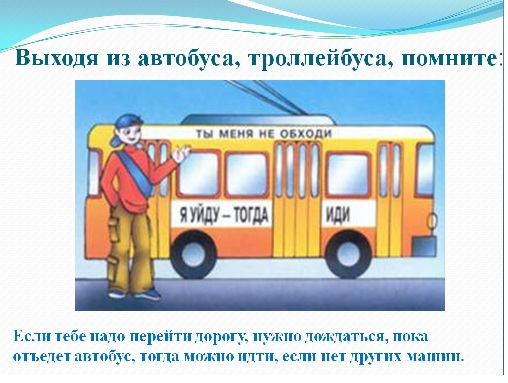 Выходя из автобуса, троллейбуса, помните:
ТЫ МЕНЯ НЕ ОБХОДИ
Я УЙДУ – ТОГДА ИДИ
Если тебе надо перейти дорогу, нужно дождаться, пока
отъедет автобус, тогда можно идти, если нет других машин.